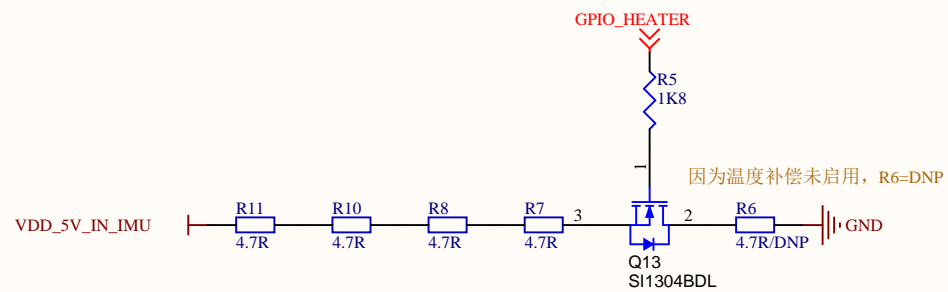 GPIO_HEATER
R5
1K8
1
因为温度补偿未启用，R6=DNP
VDD_5V_IN_IMU
R11
4.7R
R10
4.7R
R8
4.7R
R7
4.7R
3
2
R6
4.7R/DNP
GND
Q13
SI1304BDL